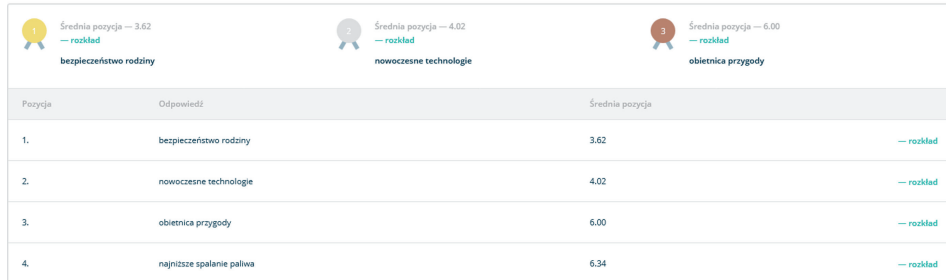 1 Średnia pozycja — 3.62
— rozkład
bezpieczeństwo rodziny
2 Średnia pozycja — 4.02
— rozkład
nowoczesne technologie
3 Średnia pozycja — 6.00
— rozkład
obietnica przygody
Pozycja Odpowiedź Średnia pozycja
1. bezpieczeństwo rodziny 3.62 — rozkład
2. nowoczesne technologie 4.02 — rozkład
3. obietnica przygody 6.00 — rozkład
4. najniższe spalanie paliwa 6.34 — rozkład